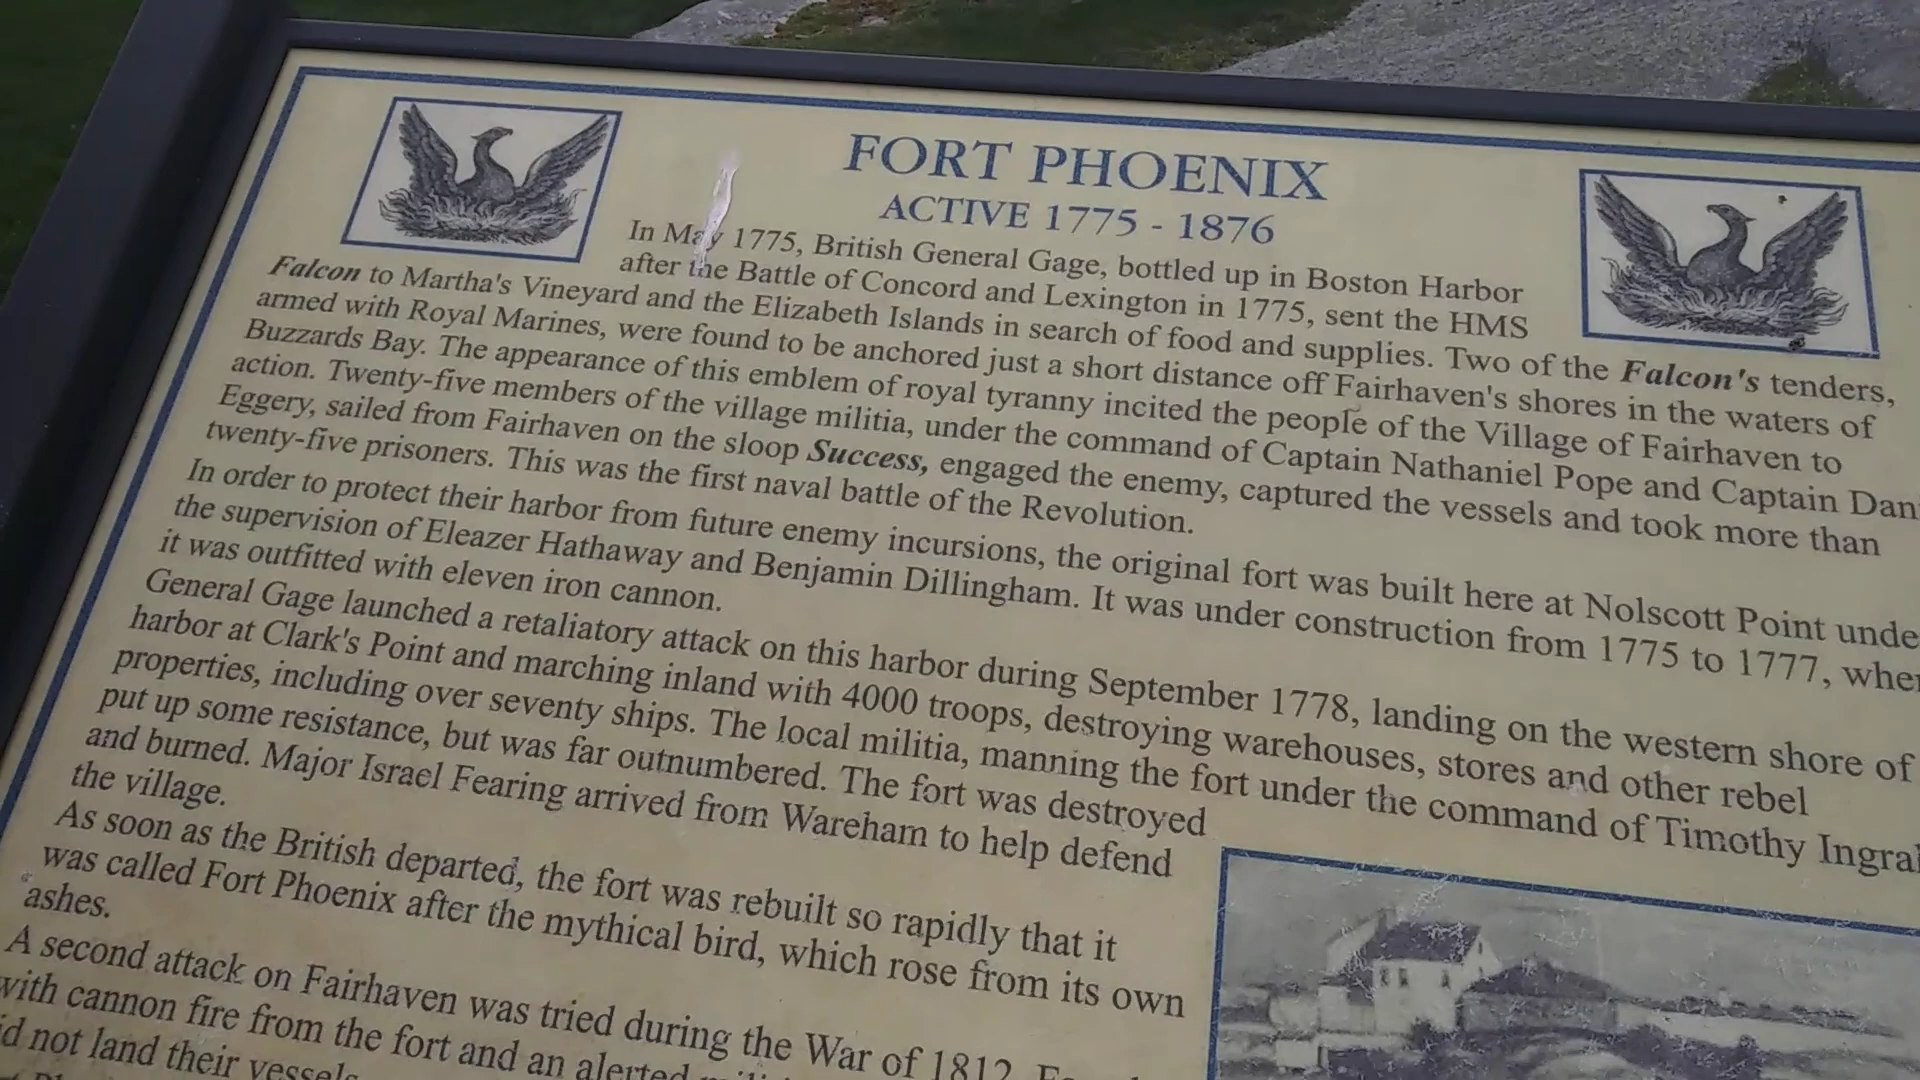 FORT PHOENIX
ACTIVE 1775 - 1876
In May 1775, British General Gage, bottled up in Boston Harbor
after the Battle of Concord and Lexington in 1775, sent the HMS
Falcon to Martha's Vineyard and the Elizabeth Islands in search of food and supplies. Two of the Falcon's tenders,
armed with Royal Marines, were found to be anchored just a short distance off Fairhaven's shores in the waters of
Buzzards Bay. The appearance of this emblem of royal tyranny incited the people of the Village of Fairhaven to
action. Twenty-five members of the village militia, under the command of Captain Nathaniel Pope and Captain Dan
Eggery, sailed from Fairhaven on the sloop Success, engaged the enemy, captured the vessels and took more than
twenty-five prisoners. This was the first naval battle of the Revolution.
In order to protect their harbor from future enemy incursions, the original fort was built here at Nolscott Point unde
the supervision of Eleazer Hathaway and Benjamin Dillingham. It was under construction from 1775 to 1777, when
it was outfitted with eleven iron cannon.
General Gage launched a retaliatory attack on this harbor during September 1778, landing on the western shore of
harbor at Clark's Point and marching inland with 4000 troops, destroying warehouses, stores and other rebel
properties, including over seventy ships. The local militia, manning the fort under the command of Timothy Ingra
put up some resistance, but was far outnumbered. The fort was destroyed
and burned. Major Israel Fearing arrived from Wareham to help defend
the village.
As soon as the British departed, the fort was rebuilt so rapidly that it
was called Fort Phoenix after the mythical bird, which rose from its own
ashes.
A second attack on Fairhaven was tried during the War of 1812.
with cannon fire from the fort and an alerted
id not land their vessels